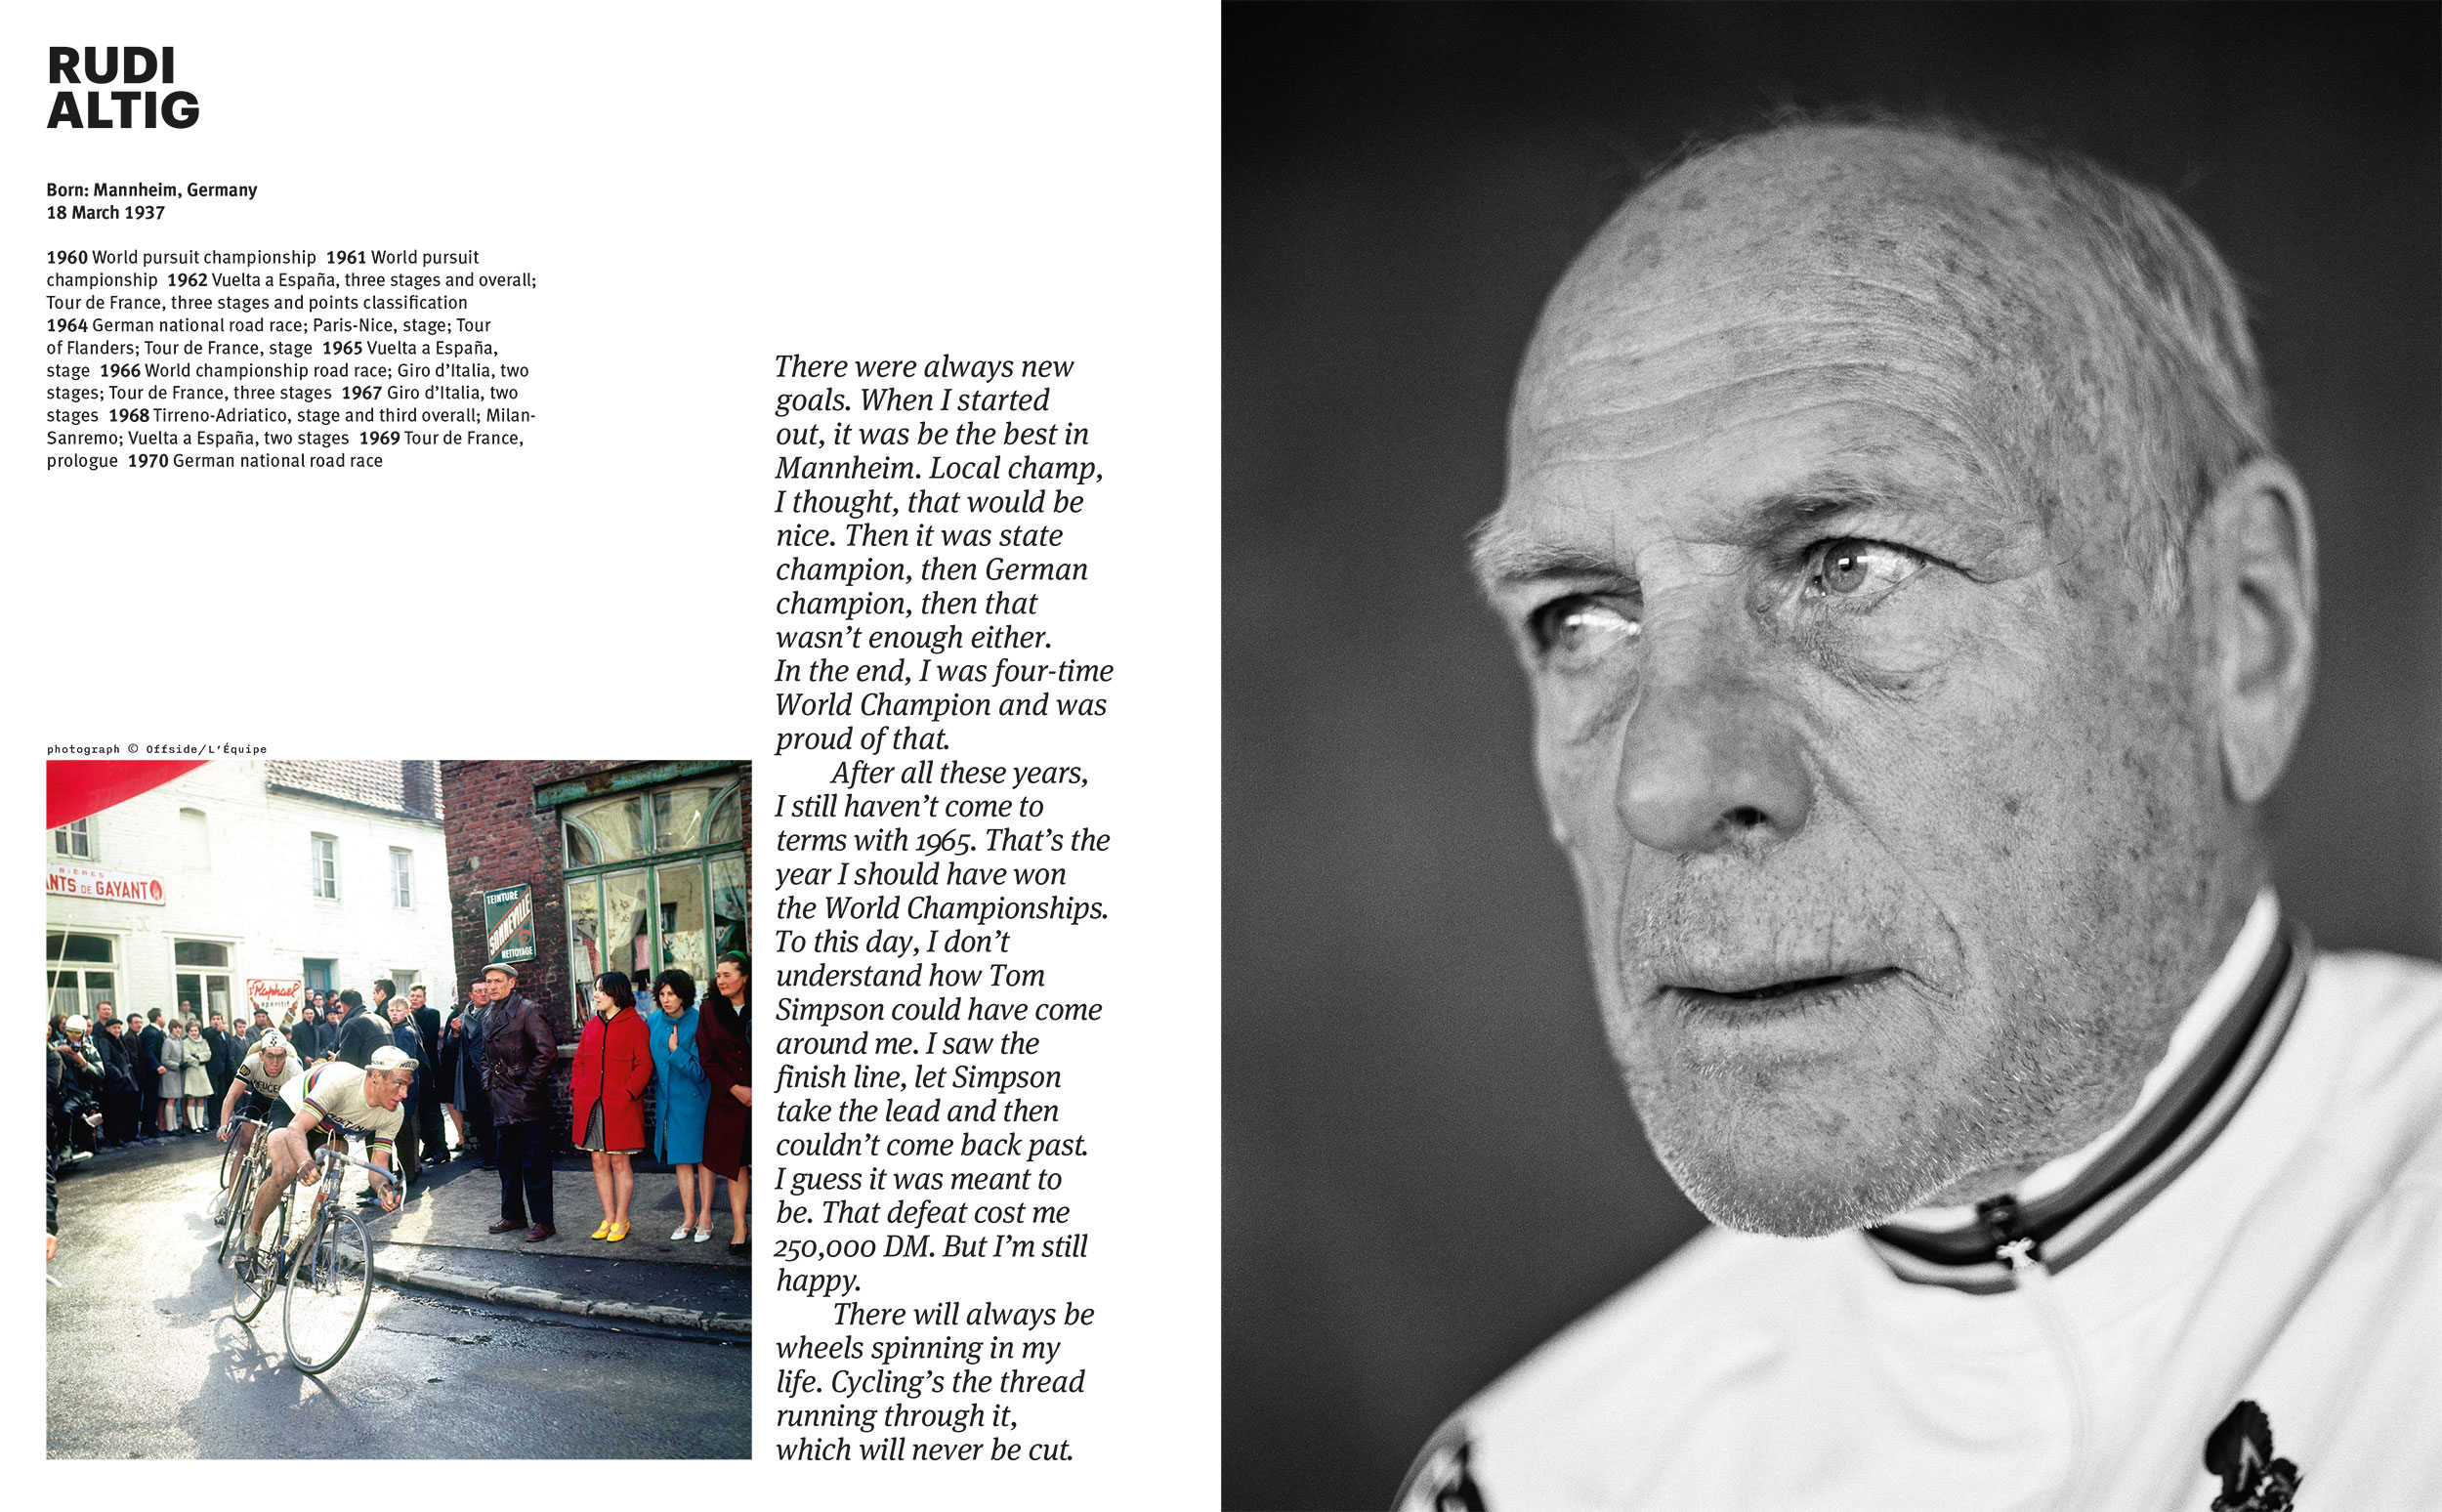 RUDI
ALTIG
Born: Mannheim, Germany
18 March 1937
1960 World pursuit championship 1961 World pursuit
championship 1962 Vuelta a España, three stages and overall;
Tour de France, three stages and points classification
1964 German national road race; Paris-Nice, stage; Tour
of Flanders; Tour de France, stage 1965 Vuelta a España,
stage 1966 World championship road race; Giro d’Italia, two
stages; Tour de France, three stages 1967 Giro d’Italia, two
stages 1968 Tirreno-Adriatico, stage and third overall; Milan-
Sanremo; Vuelta a España, two stages 1969 Tour de France,
prologue 1970 German national road race
There were always new
goals. When I started
out, it was be the best in
Mannheim. Local champ,
I thought, that would be
nice. Then it was state
champion, then German
champion, then that
wasn’t enough either.
In the end, I was four-time
World Champion and was
proud of that.
After all these years,
I still haven’t come to
terms with 1965. That’s the
year I should have won
the World Championships.
To this day, I don’t
understand how Tom
Simpson could have come
around me. I saw the
finish line, let Simpson
take the lead and then
couldn’t come back past.
I guess it was meant to
be. That defeat cost me
250,000 DM. But I’m still
happy.
There will always be
wheels spinning in my
life. Cycling’s the thread
running through it,
which will never be cut.
photograph © Offside/L’Équipe
BIERES
NTS DE GAYANT
TEINTURE
SONNEVILLE
NETTOYAGE
Raphael
aperitif
PEUGE